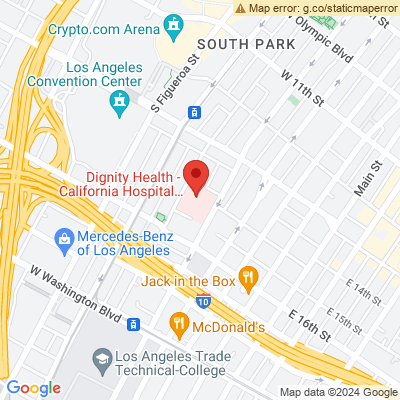 Map error: g.co/staticmaperror
Crypto.com Arena
SOUTH PARK
W Olympic Blvd
Los Angeles
Convention Center
S Figueroa St
W 11th St
Main St
Dignity Health -
California Hospital...
Mercedes-Benz
of Los Angeles
W Washington Blvd
Jack in the Box
10
McDonald's
E 14th St
E 15th St
E 16th St
Los Angeles Trade
Technical-College
Google
Map data ©2024 Google